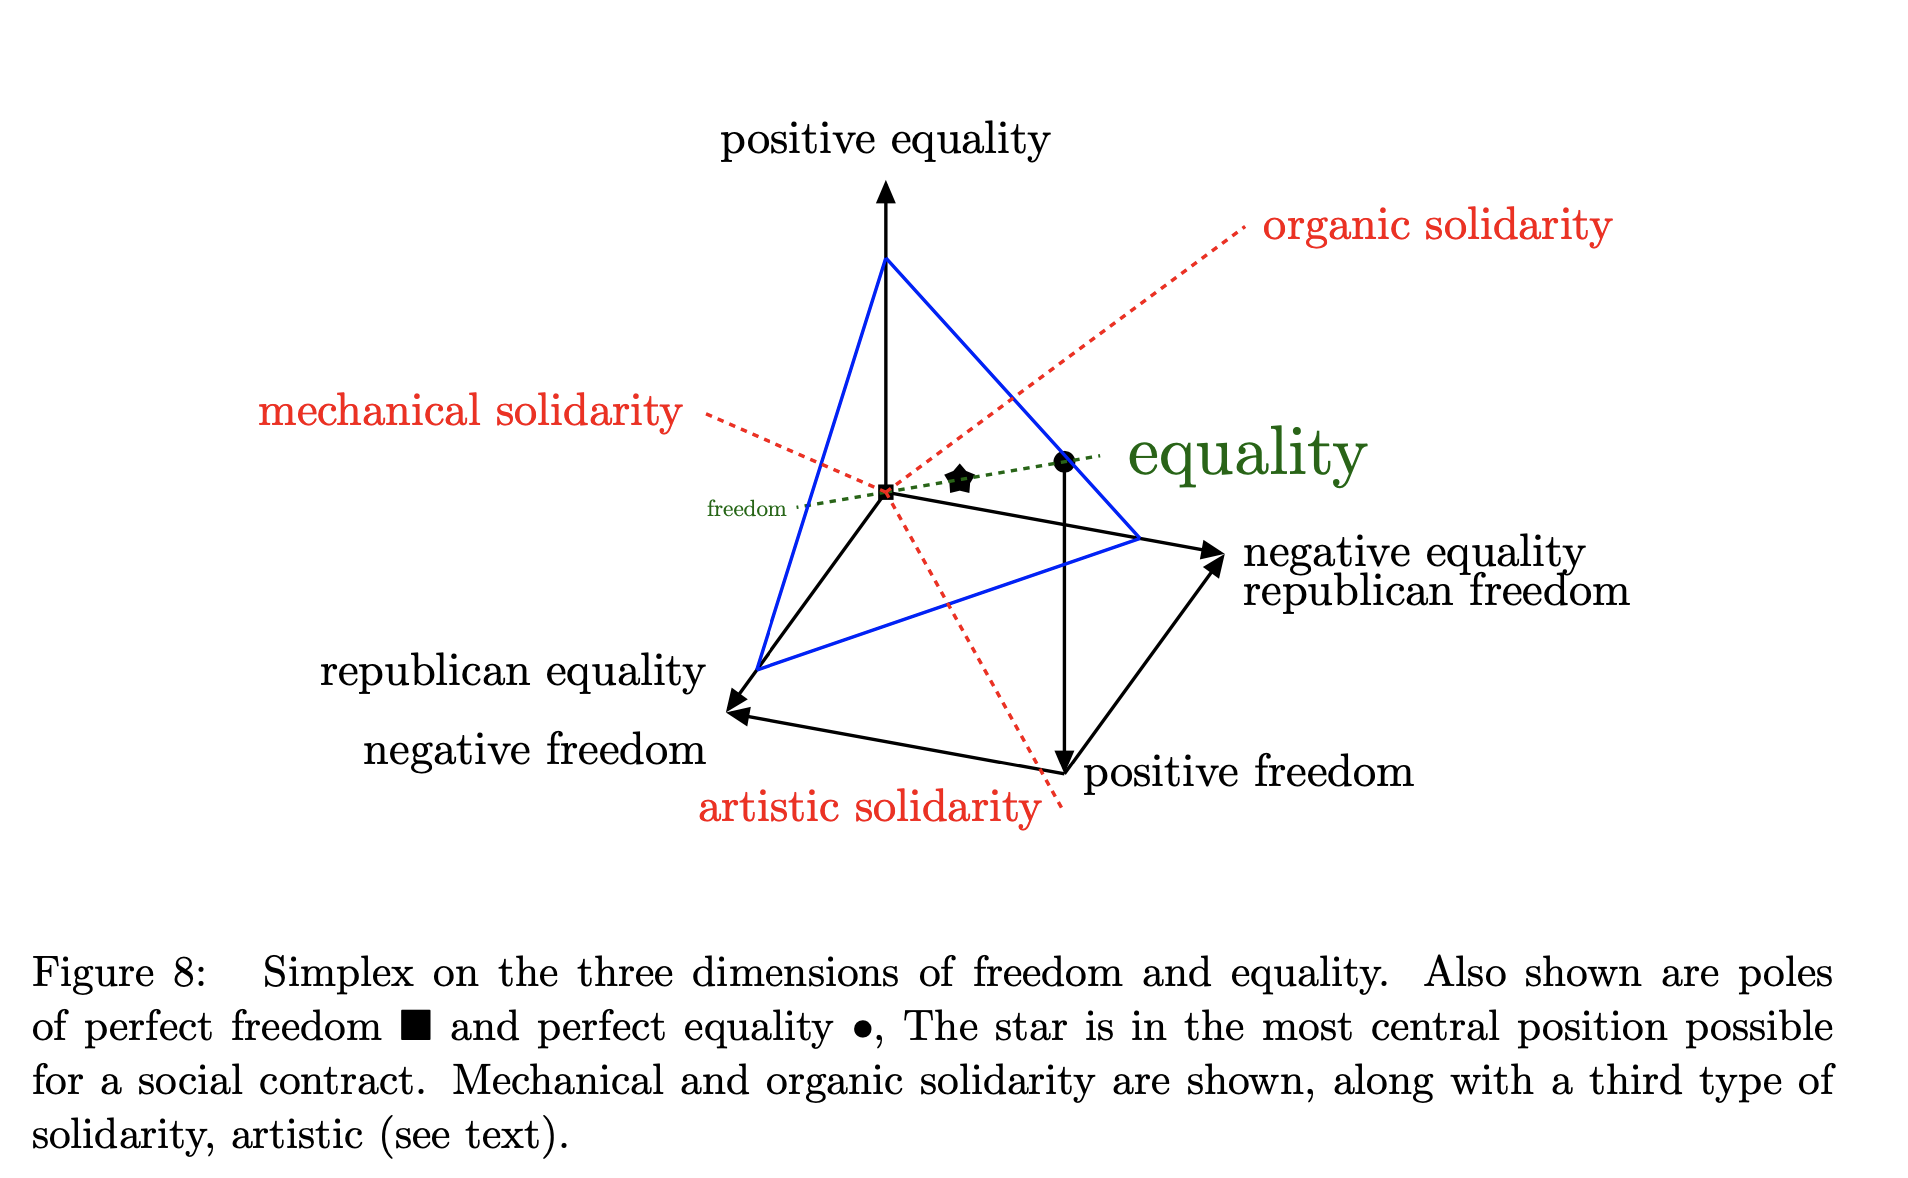 positive equality
organic solidarity
mechanical solidarity
equality
freedom
negative equality
republican freedom
republican equality
negative freedom
positive freedom
artistic solidarity
Figure 8: Simplex on the three dimensions of freedom and equality. Also shown are poles
of perfect freedom ■ and perfect equality ●, The star is in the most central position possible
for a social contract. Mechanical and organic solidarity are shown, along with a third type of
solidarity, artistic (see text).